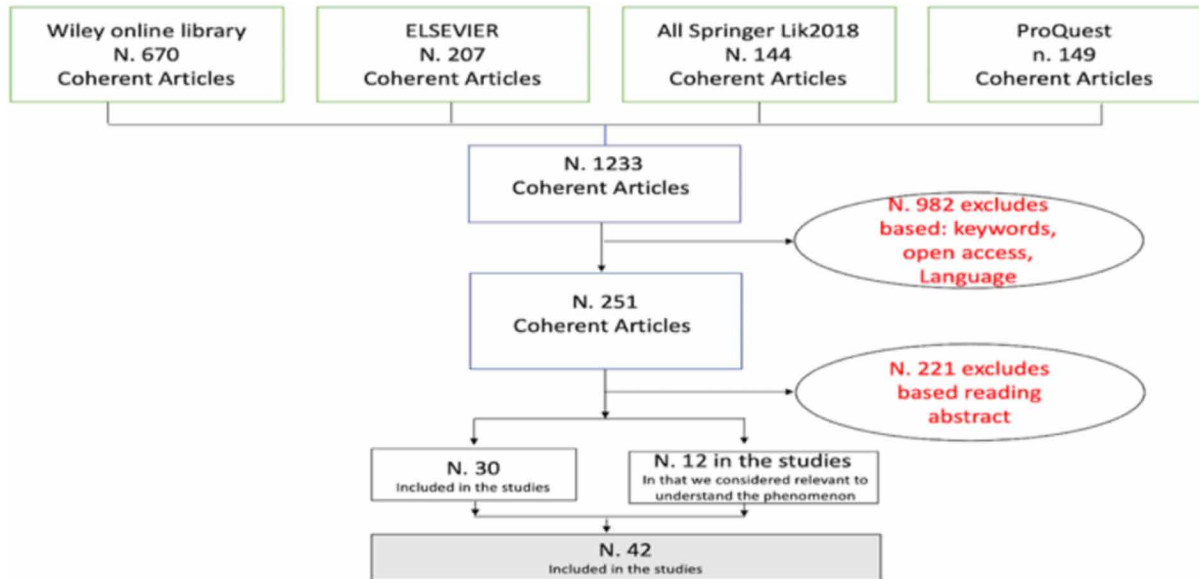 Wiley online library
N. 670
Coherent Articles
ELSEVIER
N. 207
Coherent Articles
All Springer Lik2018
N. 144
Coherent Articles
ProQuest
n. 149
Coherent Articles
N. 1233
Coherent Articles
N. 982 excludes
based: keywords,
open access,
Language
N. 251
Coherent Articles
N. 221 excludes
based reading
abstract
N. 30
Included in the studies
N. 12 in the studies
In that we considered relevant to
understand the phenomenon
N. 42
Included in the studies